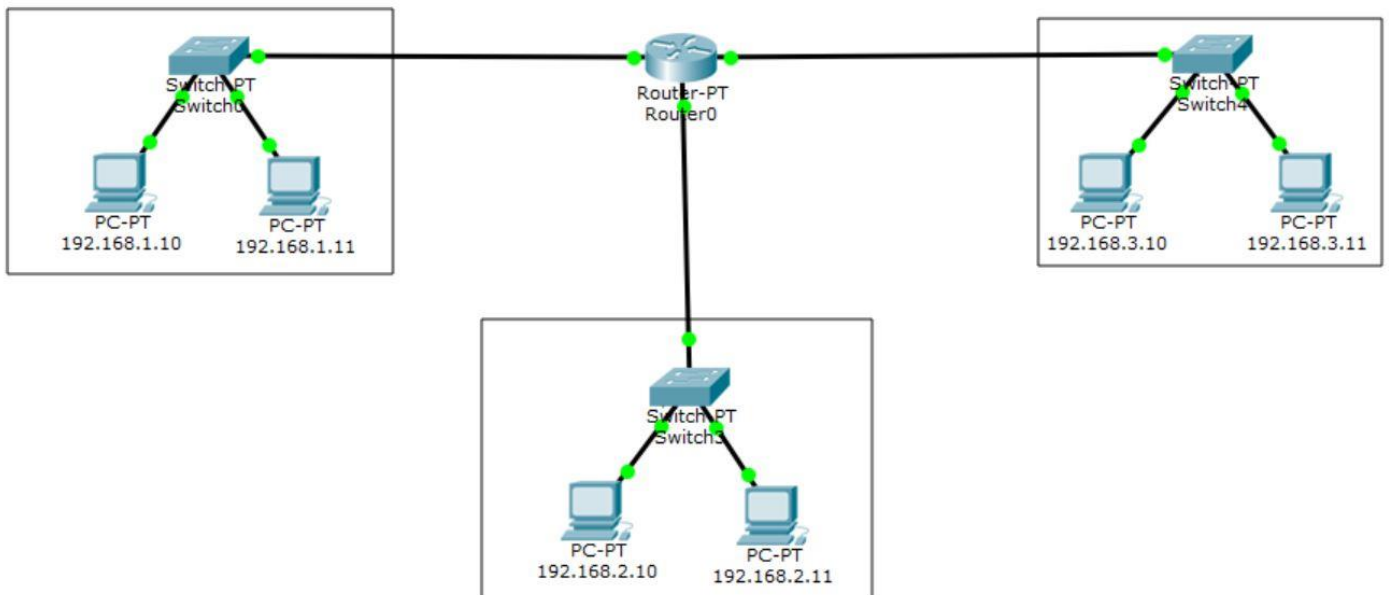 Switch-PT
Switch0
PC-PT
192.168.1.10
PC-PT
192.168.1.11
Router-PT
Router0
Switch-PT
Switch4
PC-PT
192.168.3.10
PC-PT
192.168.3.11
Switch-PT
Switch3
PC-PT
192.168.2.10
PC-PT
192.168.2.11